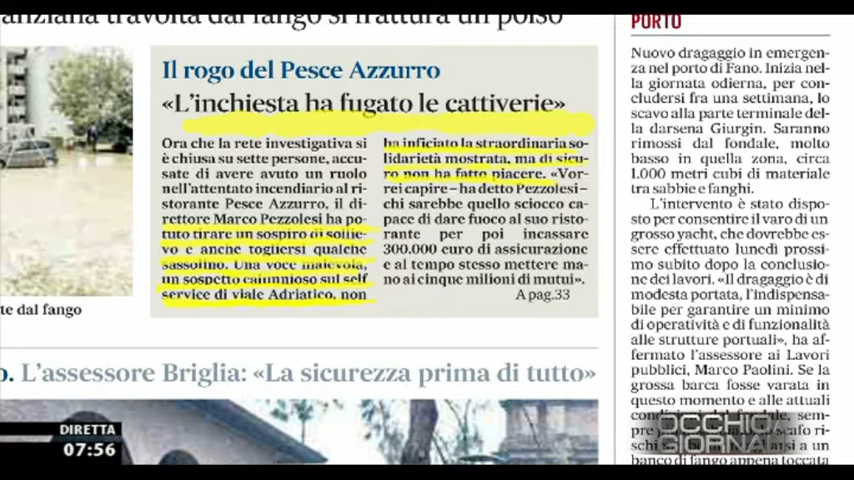 anziana travolta dal fango si frattura un polso
te dal fango
Il rogo del Pesce Azzurro
«L'inchiesta ha fugato le cattiverie»
Ora che la rete investigativa si
è chiusa su sette persone, accu-
sate di avere avuto un ruolo
nell'attentato incendiario al ri-
storante Pesce Azzurro, il di-
rettore Marco Pezzolesi ha po-
tuto tirare un sospiro di sollie-
vo e anche togliersi qualche
sassolino. Una voce malevola,
un sospetto calunnioso sul self
service di viale Adriatico, non
ha inficiato la straordinaria so-
lidarietà mostrata, ma di sicu-
ro non ha fatto piacere. «Vor-
rei capire – ha detto Pezzolesi –
chi sarebbe quello sciocco ca-
pace di dare fuoco al suo risto-
rante per poi incassare
300.000 euro di assicurazione
e al tempo stesso mettere ma-
no ai cinque milioni di mutui».
A pag.33
o. L'assessore Briglia: «La sicurezza prima di tutto»
PORTO
Nuovo dragaggio in emergen-
za nel porto di Fano. Inizia nel-
la giornata odierna, per con-
cludersi fra una settimana, lo
scavo alla parte terminale del-
la darsena Giurgin. Saranno
rimossi dal fondale, molto
basso in quella zona, circa
1.000 metri cubi di materiale
tra sabbie e fanghi.
L'intervento è stato dispo-
sto per consentire il varo di un
grosso yacht, che dovrebbe es-
sere effettuato lunedì prossi-
mo subito dopo la conclusio-
ne dei lavori. «Il dragaggio è di
modesta portata, l'indispensa-
bile per garantire un minimo
di operatività e di funzionalità
alle strutture portuali», ha af-
fermato l'assessore ai Lavori
pubblici, Marco Paolini. Se la
grossa barca fosse varata in
questo momento e alle attuali
del fondale, sem-
scafo ri-
si a un
banco di fango appena toccata
DIRETTA
07:56
OCCHIO
GIORNALI